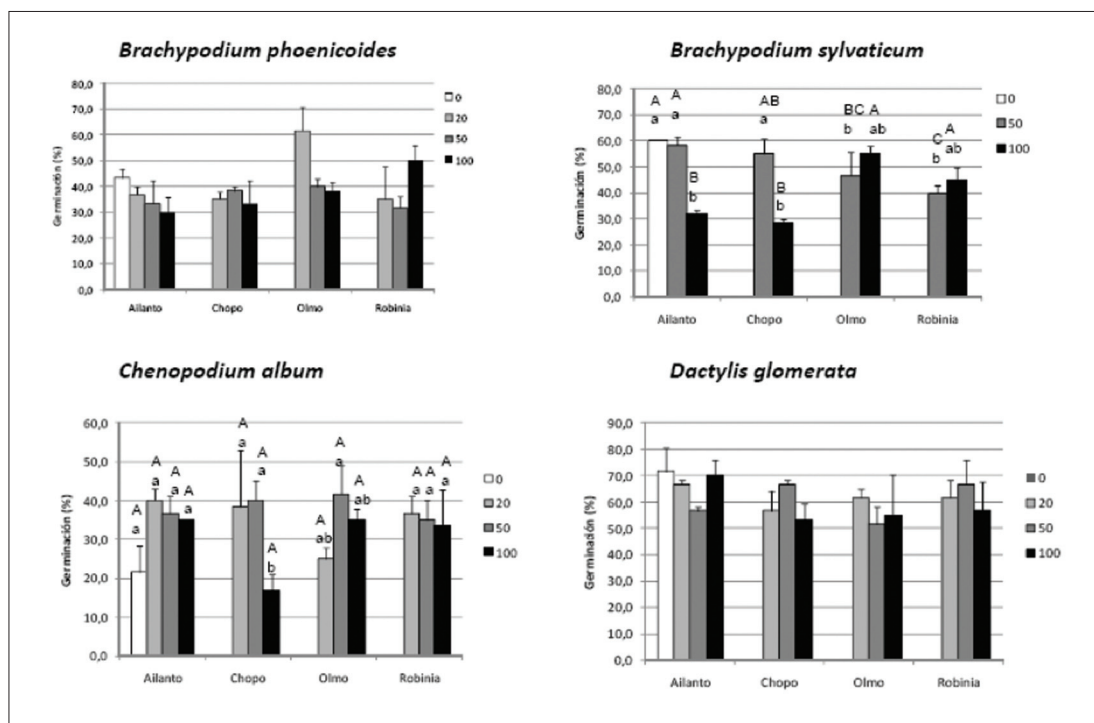 Brachypodium phoenicoides
80,0
70,0
60,0
50,0
40,0
30,0
20,0
10,0
0,0
Germinación (%)
Ailanto Chopo Olmo Robinia
0
20
50
100
Brachypodium sylvaticum
80,0
70,0
60,0
50,0
40,0
30,0
20,0
10,0
0,0
Germinación (%)
A A AB BC A C A
a a a b ab b ab
B B
b b
Ailanto Chopo Olmo Robinia
0
50
100
Chenopodium album
60,0
50,0
40,0
30,0
20,0
10,0
0,0
Germinación (%)
A A A A A A A A A A A A A
a a a a a a b ab a ab a a a
Ailanto Chopo Olmo Robinia
0
20
50
100
Dactylis glomerata
90,0
80,0
70,0
60,0
50,0
40,0
30,0
20,0
10,0
0,0
Germinación (%)
Ailanto Chopo Olmo Robinia
0
20
50
100